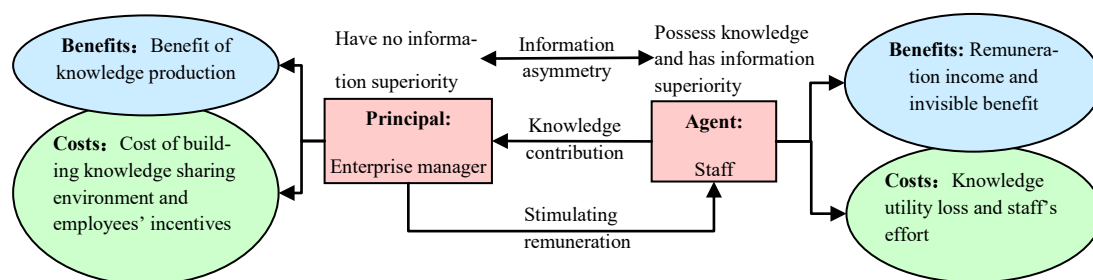 Benefits: Benefit of
knowledge production
Costs: Cost of build-
ing knowledge sharing
environment and
employees' incentives
Have no informa-
tion superiority
Principal:
Enterprise manager
Information
asymmetry
Knowledge
contribution
Stimulating
remuneration
Possess knowledge
and has information
superiority
Agent:
Staff
Benefits: Remunera-
tion income and
invisible benefit
Costs: Knowledge
utility loss and staff's
effort